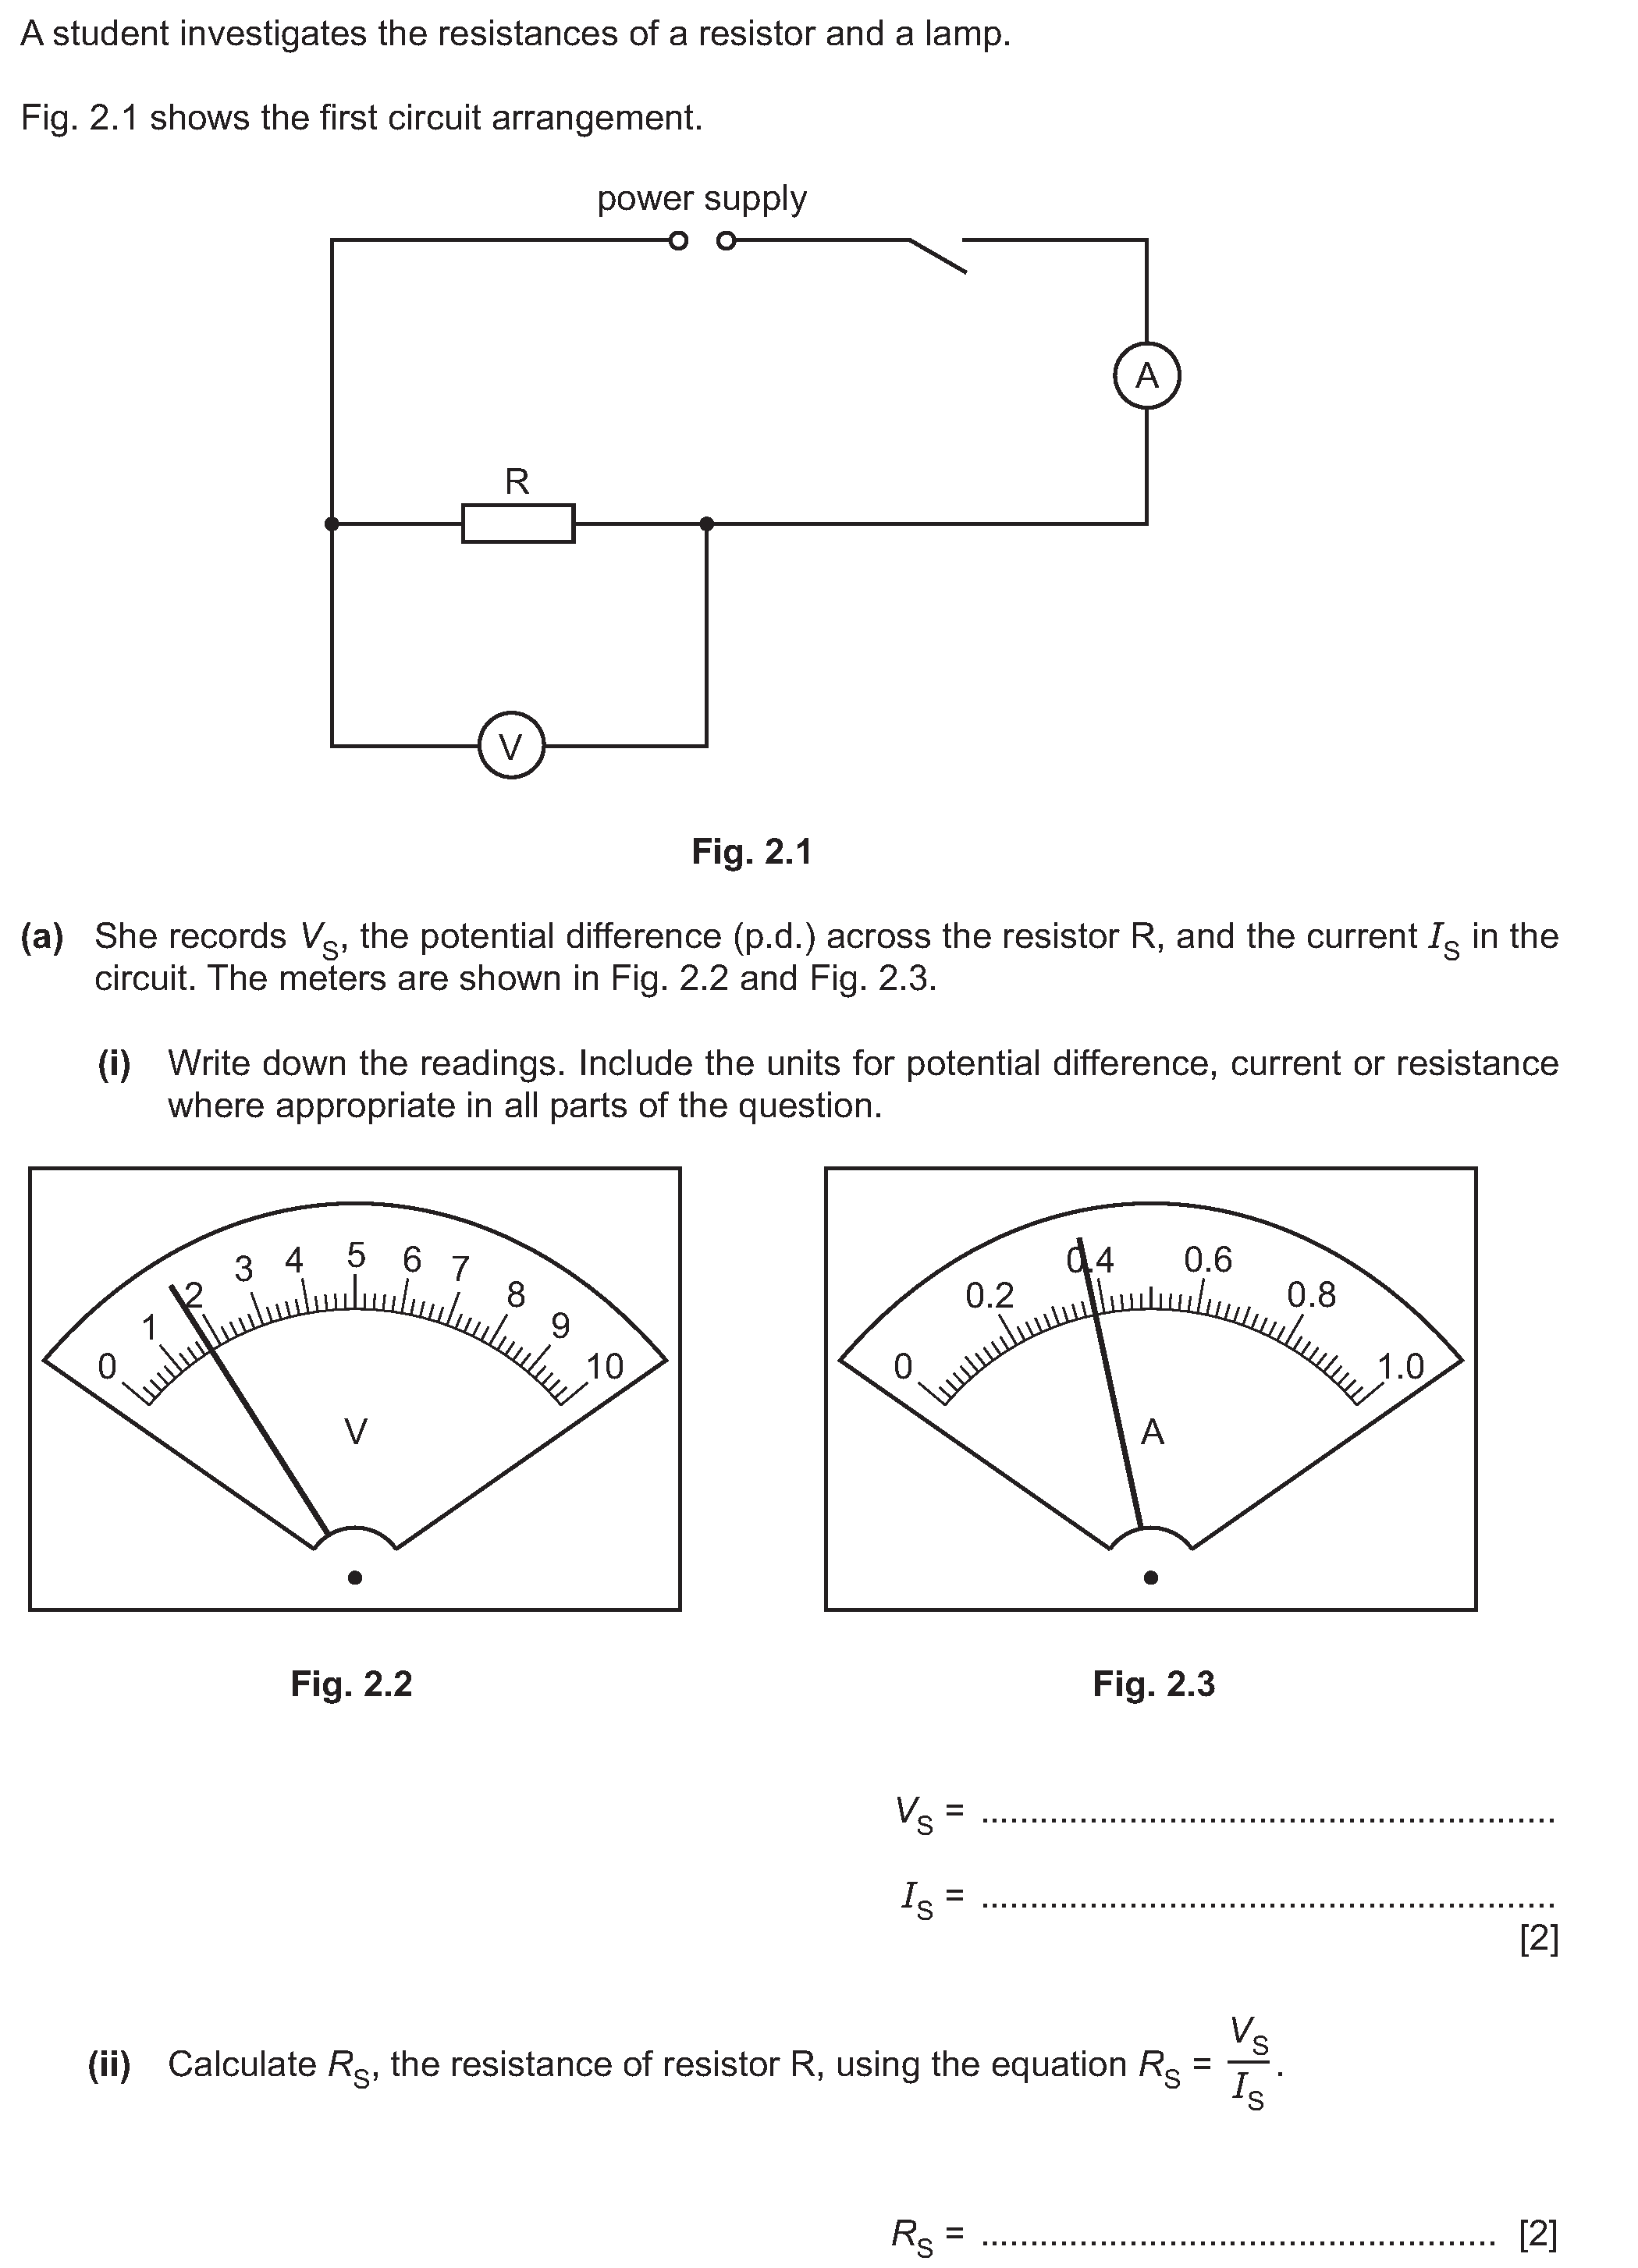 A student investigates the resistances of a resistor and a lamp.
Fig. 2.1 shows the first circuit arrangement.
power supply
A
R
V
Fig. 2.1
(a) She records V_S, the potential difference (p.d.) across the resistor R, and the current I_S in the
circuit. The meters are shown in Fig. 2.2 and Fig. 2.3.
(i) Write down the readings. Include the units for potential difference, current or resistance
where appropriate in all parts of the question.
0 1 2 3 4 5 6 7 8 9 10
V
0 0.2 0.4 0.6 0.8 1.0
A
Fig. 2.2
Fig. 2.3
V_S = ..........................................................
I_S = ..........................................................
[2]
(ii) Calculate R_S, the resistance of resistor R, using the equation R_S = V_S / I_S.
R_S = .................................................... [2]